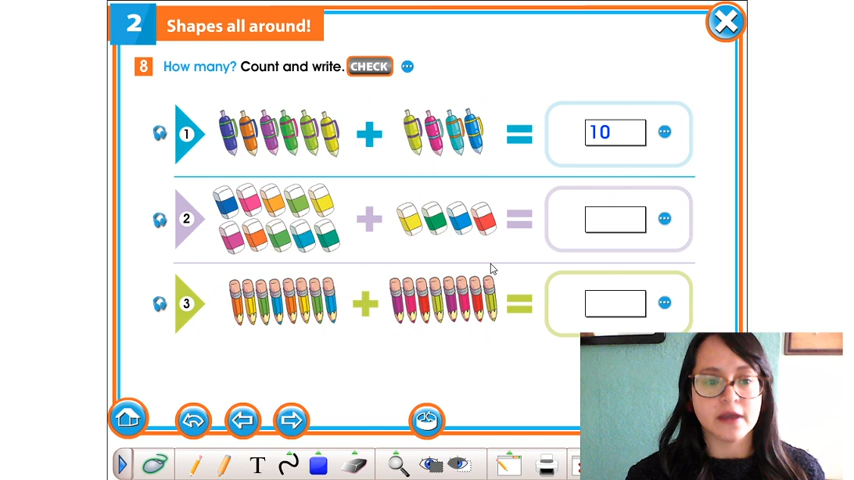 2 Shapes all around!
8 How many? Count and write. CHECK
1 + = 10
2 + =
3 + =
T